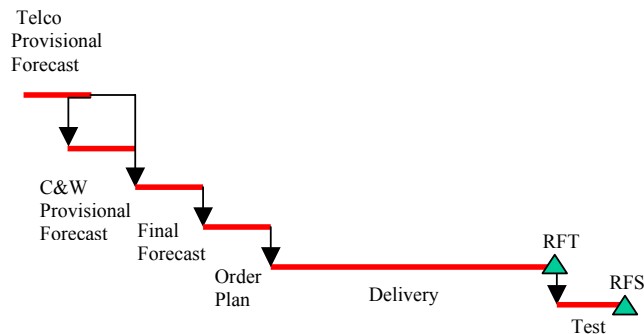 Telco
Provisional
Forecast
C&W
Provisional
Forecast
Final
Forecast
Order
Plan
Delivery
RFT
RFS
Test